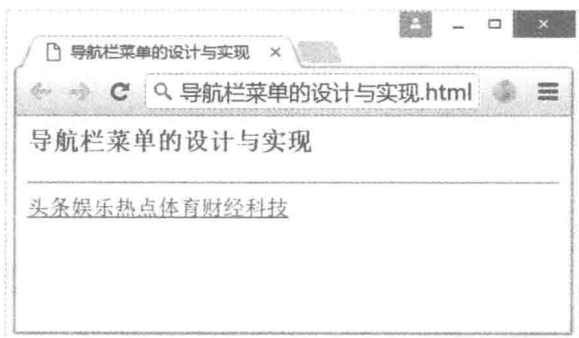 导航栏菜单的设计与实现
导航栏菜单的设计与实现.html
导航栏菜单的设计与实现
头条娱乐热点体育财经科技